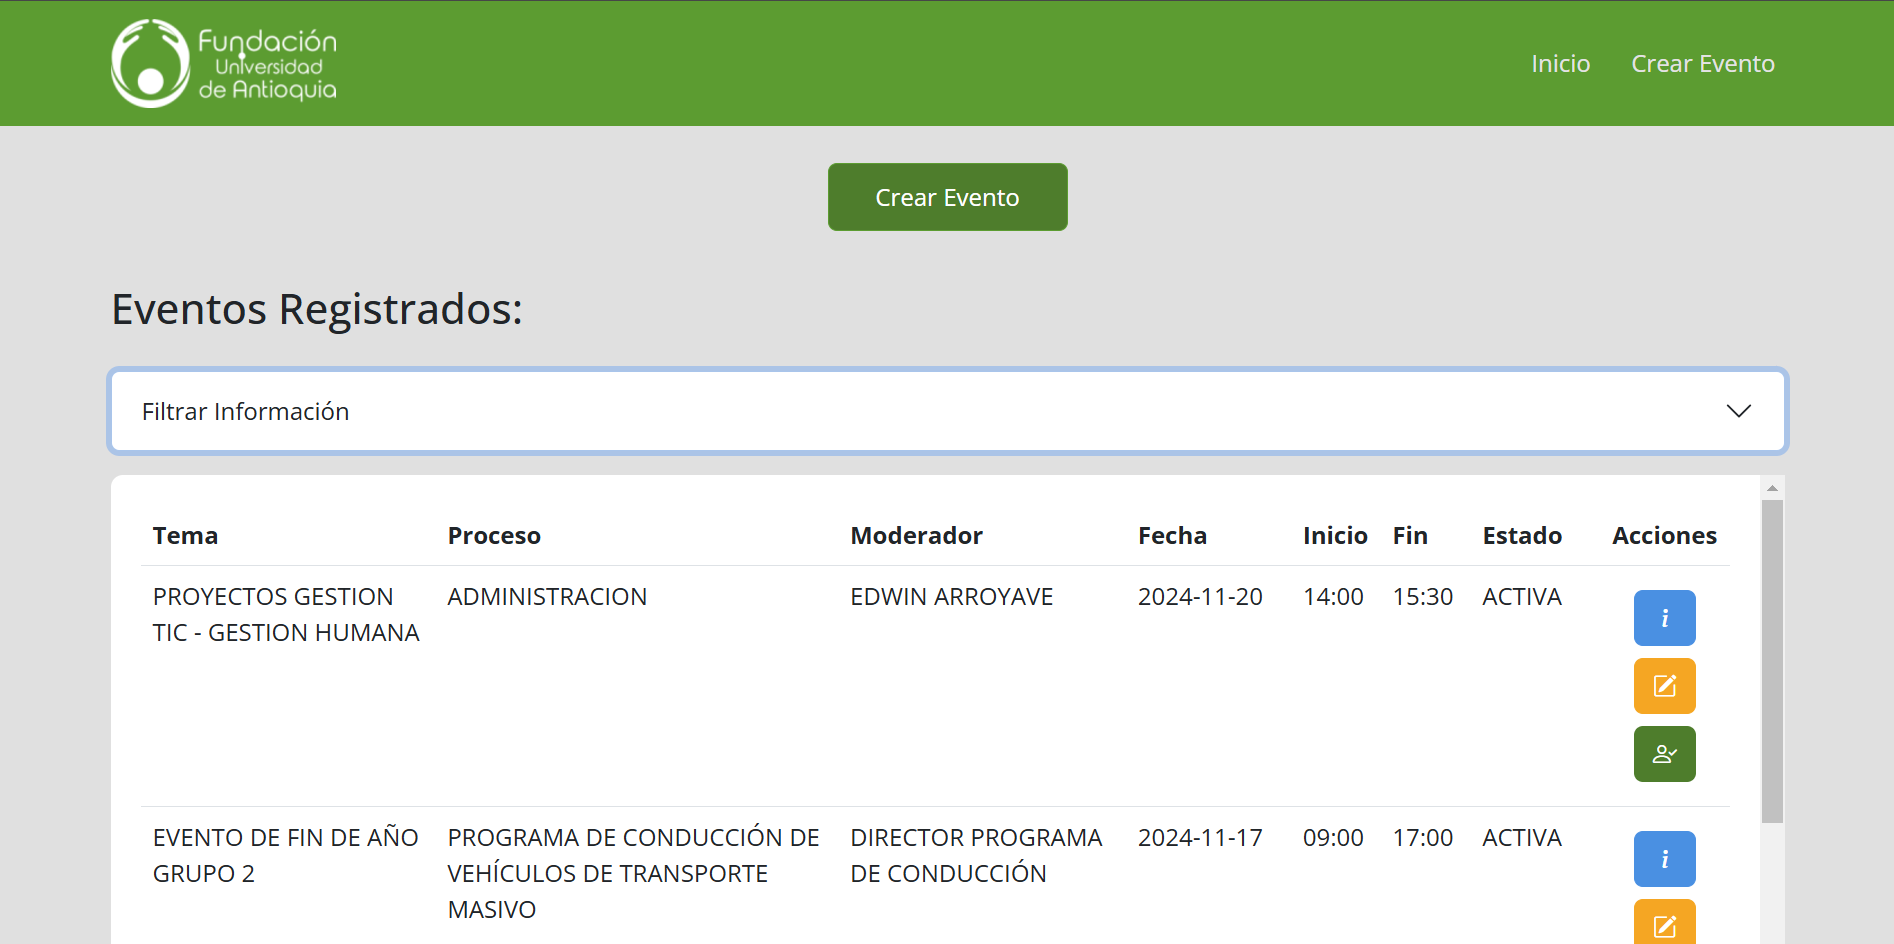 Fundación
Universidad
de Antioquia
Inicio Crear Evento
Crear Evento
Eventos Registrados:
Filtrar Información
Tema Proceso Moderador Fecha Inicio Fin Estado Acciones
PROYECTOS GESTION ADMINISTRACION EDWIN ARROYAVE 2024-11-20 14:00 15:30 ACTIVA
TIC - GESTION HUMANA
i
EVENTO DE FIN DE AÑO PROGRAMA DE CONDUCCIÓN DE DIRECTOR PROGRAMA 2024-11-17 09:00 17:00 ACTIVA
GRUPO 2 VEHÍCULOS DE TRANSPORTE DE CONDUCCIÓN
i
MASIVO